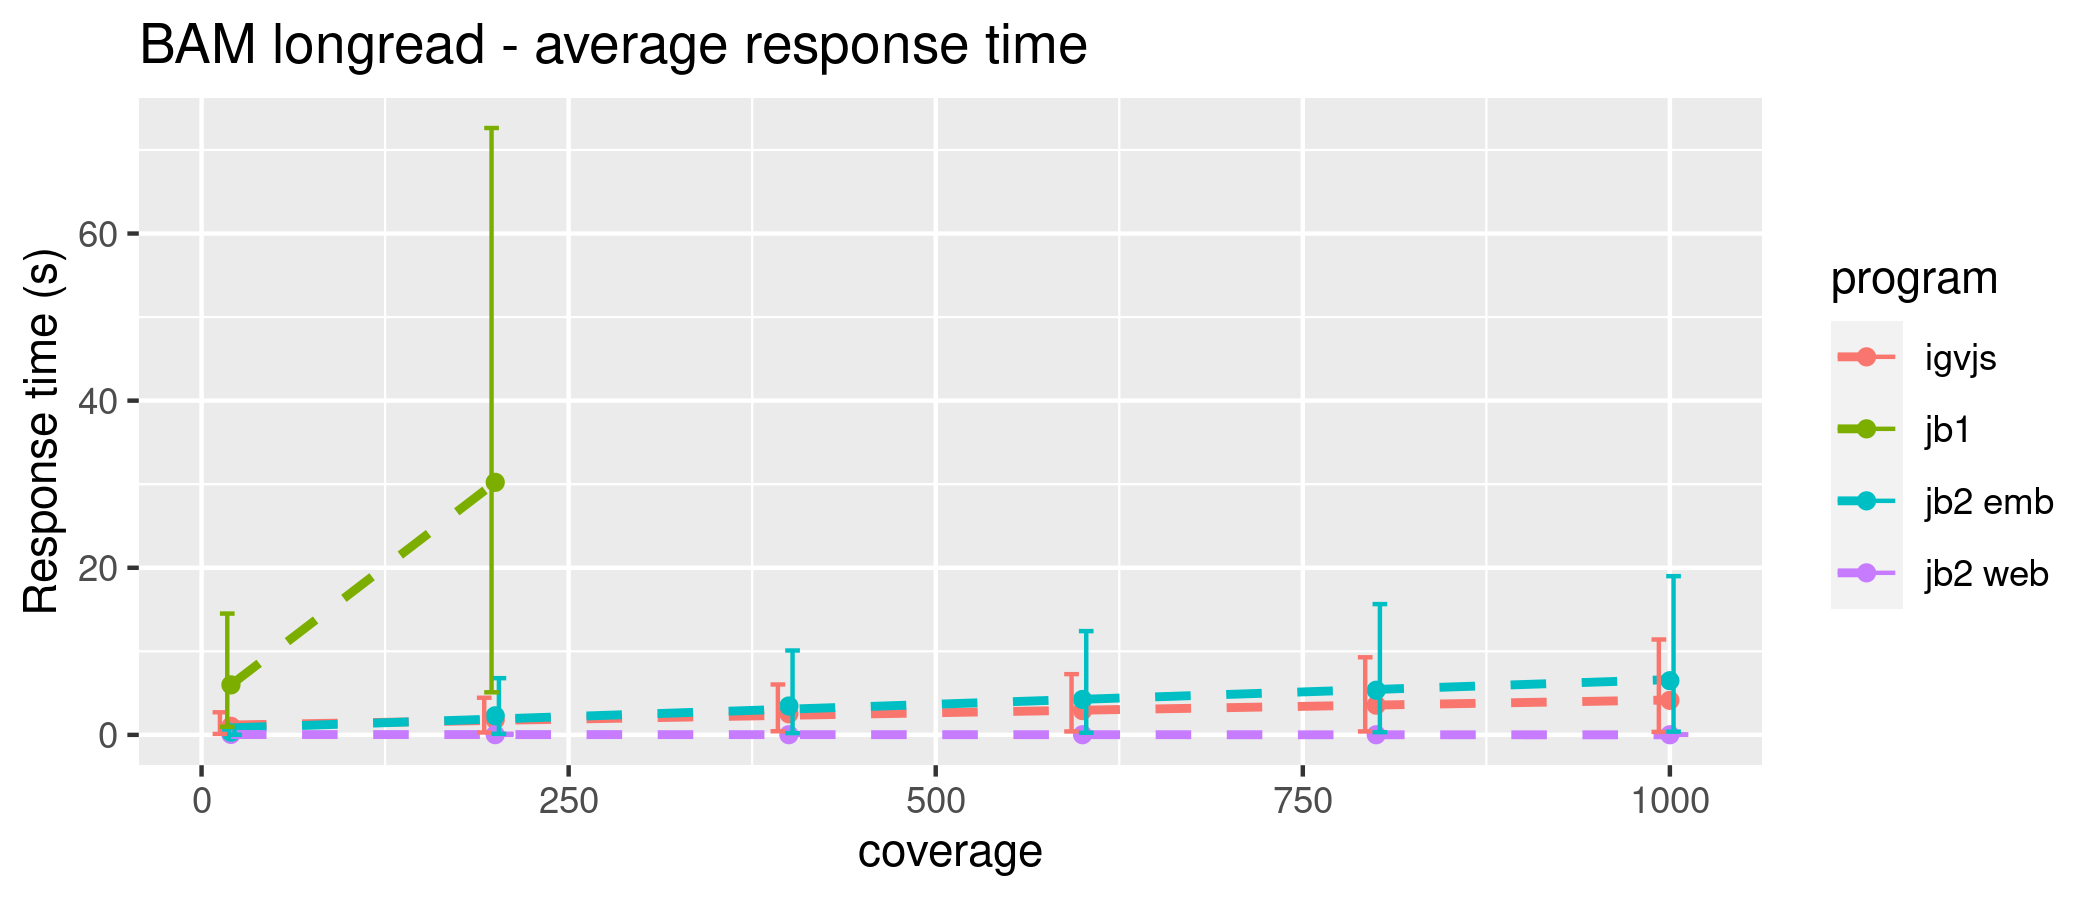 BAM longread - average response time
Response time (s)
60
40
20
0
0 250 500 750 1000
coverage
program
igvjs
jb1
jb2 emb
jb2 web